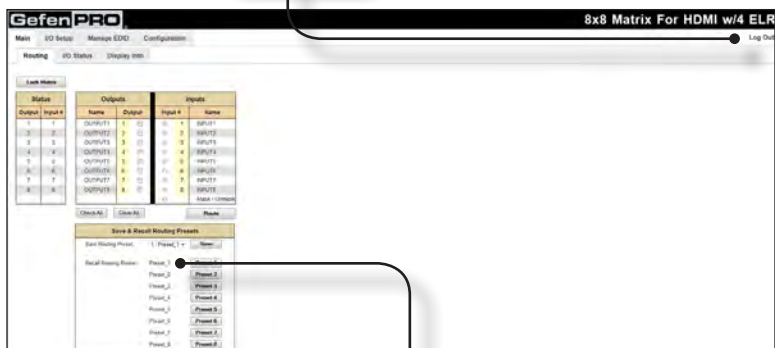 GefenPRO
8x8 Matrix For HDMI w/4 ELR
Main I/O Setup Manage EDID Configuration
Log Out
Routing I/O Status Display Info
Lock Matrix
Status Outputs Inputs
Output Input # Name Output Input # Name
1 1 OUTPUT1 1 1 INPUT1
2 2 OUTPUT2 2 2 INPUT2
3 3 OUTPUT3 3 3 INPUT3
4 4 OUTPUT4 4 4 INPUT4
5 5 OUTPUT5 5 5 INPUT5
6 6 OUTPUT6 6 6 INPUT6
7 7 OUTPUT7 7 7 INPUT7
8 8 OUTPUT8 8 8 INPUT8
Mask / Unmask
Check All Clear All Route
Save & Recall Routing Presets
Save Routing Preset: 1. Preset_1 Save
Recall Routing Preset: Preset_1 Preset 1
Preset_2 Preset 2
Preset_3 Preset 3
Preset_4 Preset 4
Preset_5 Preset 5
Preset_6 Preset 6
Preset_7 Preset 7
Preset_8 Preset 8